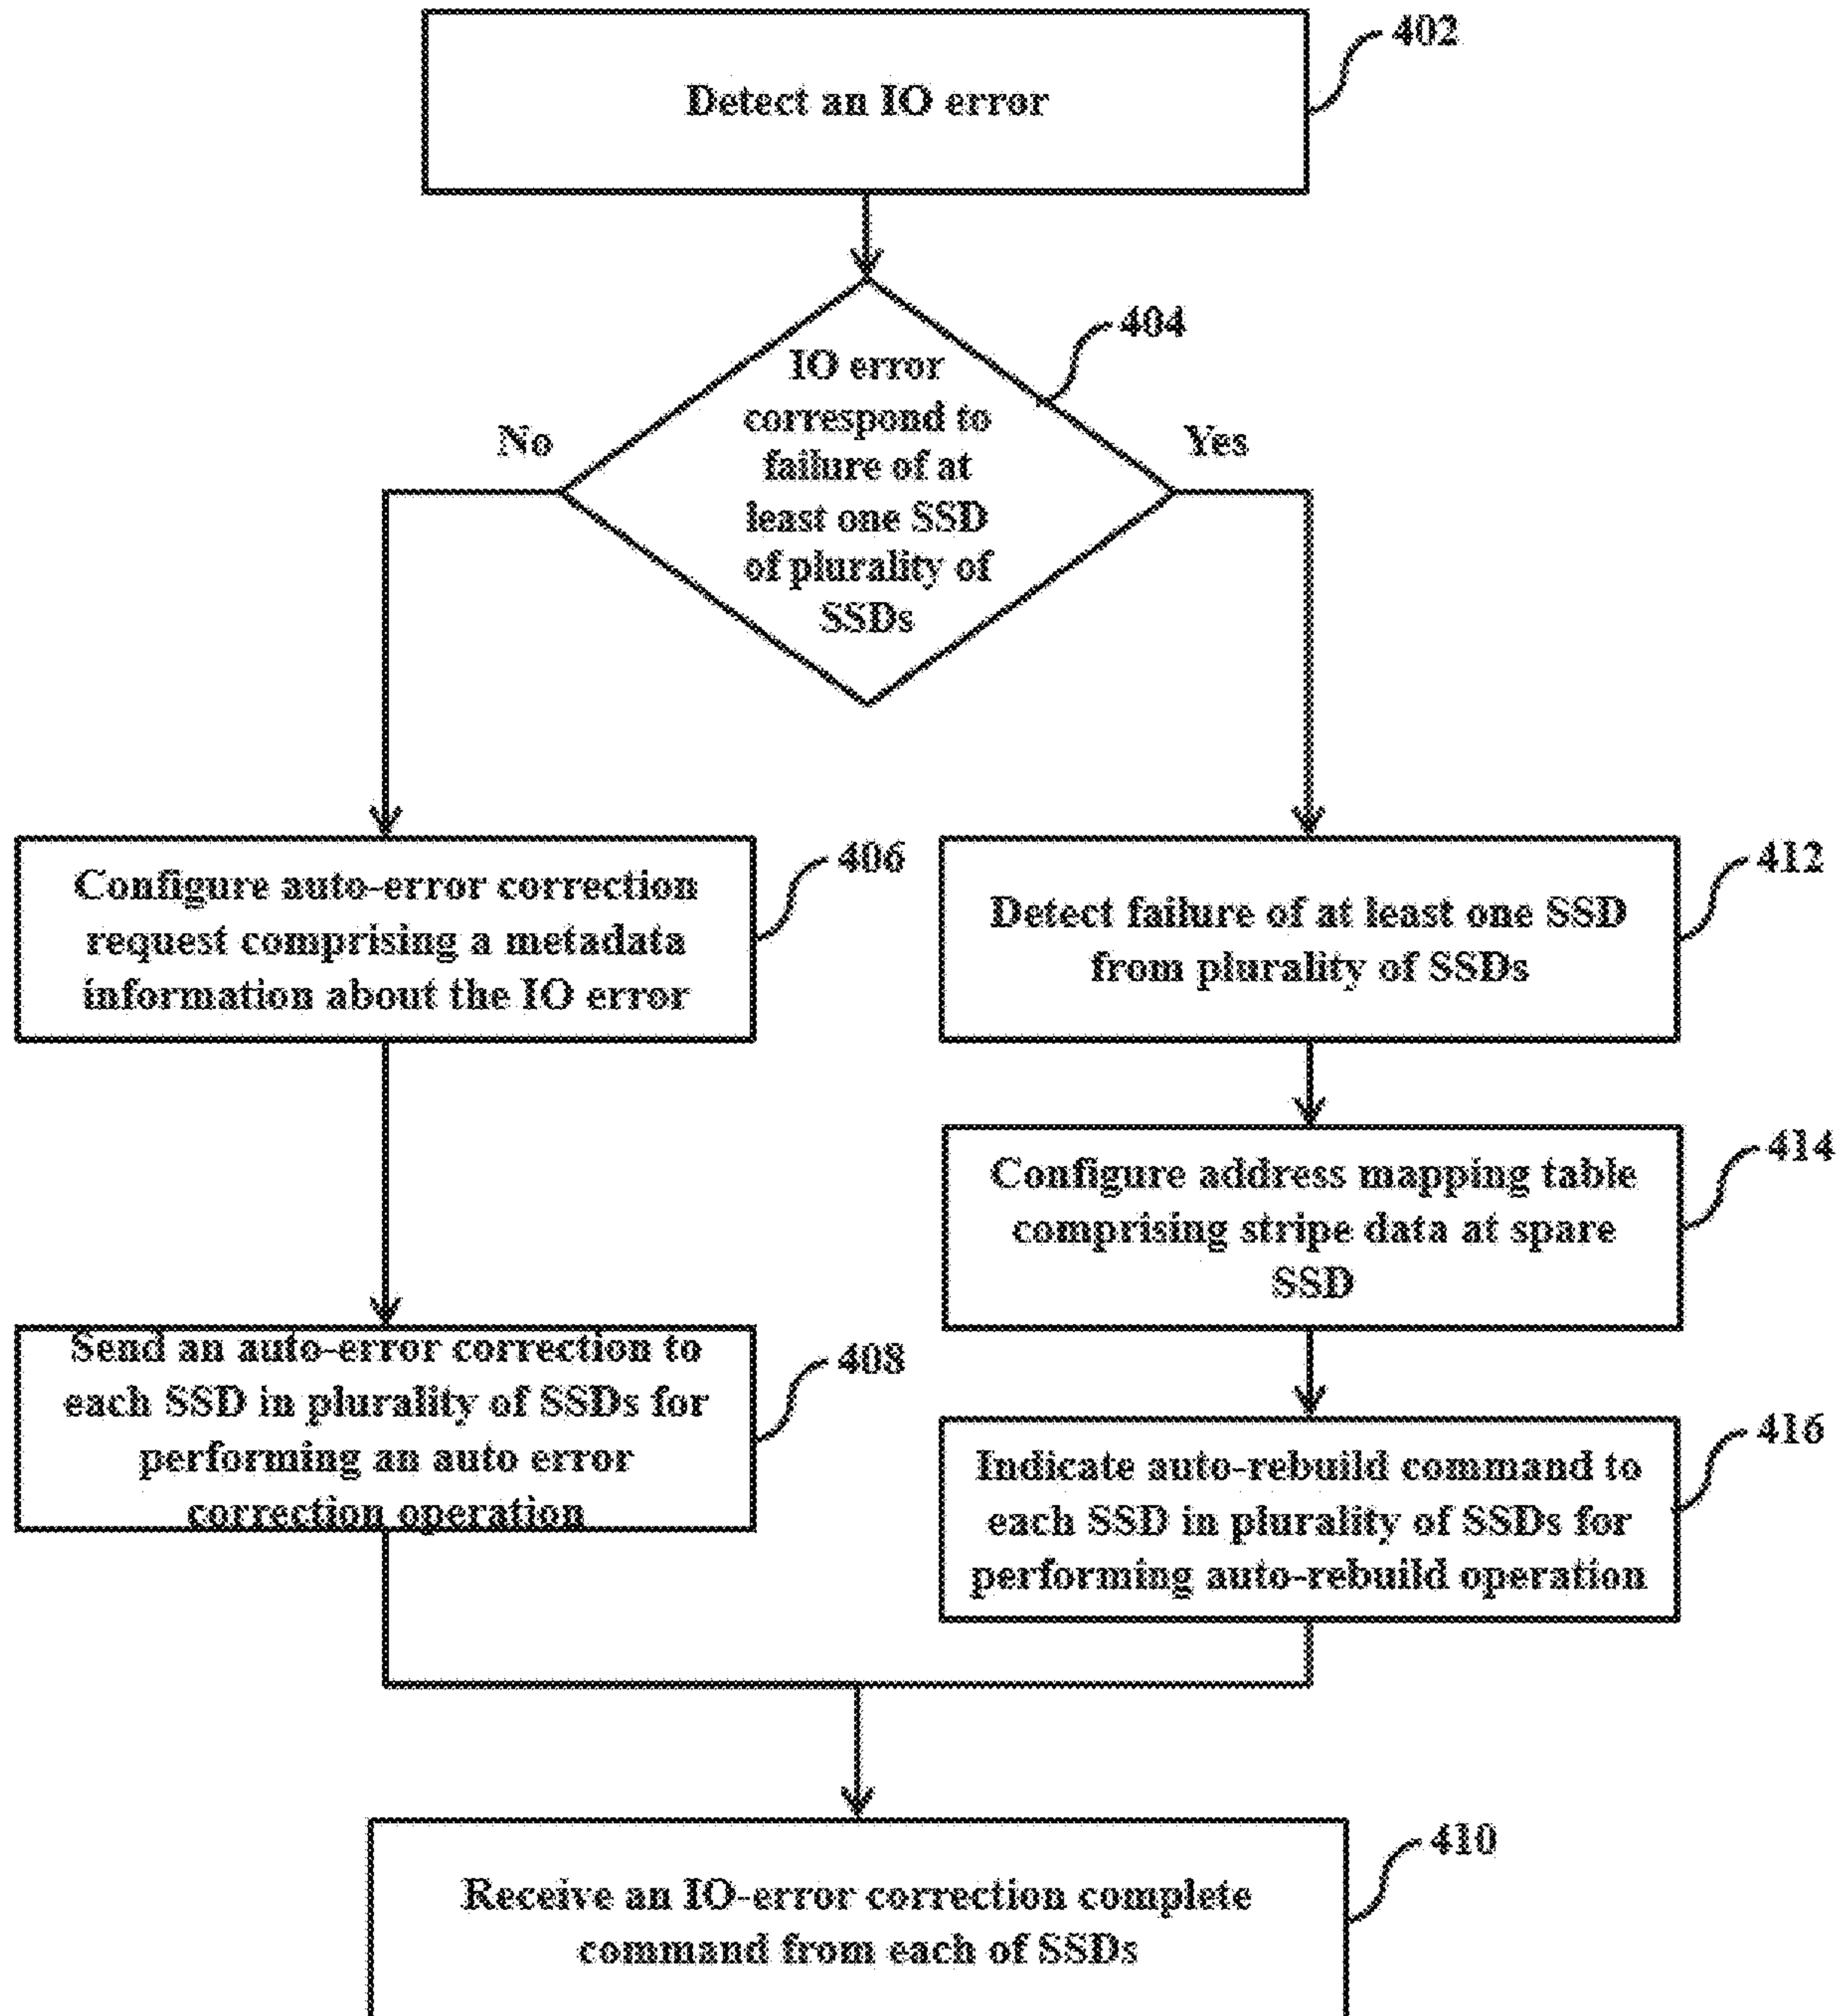 402
Detect an IO error
404
IO error
correspond to
failure of at
least one SSD
of plurality of
SSDs
No
Yes
406
Configure auto-error correction
request comprising a metadata
information about the IO error
412
Detect failure of at least one SSD
from plurality of SSDs
414
Configure address mapping table
comprising stripe data at spare
SSD
408
Send an auto-error correction to
each SSD in plurality of SSDs for
performing an auto error
correction operation
416
Indicate auto-rebuild command to
each SSD in plurality of SSDs for
performing auto-rebuild operation
410
Receive an IO-error correction complete
command from each of SSDs